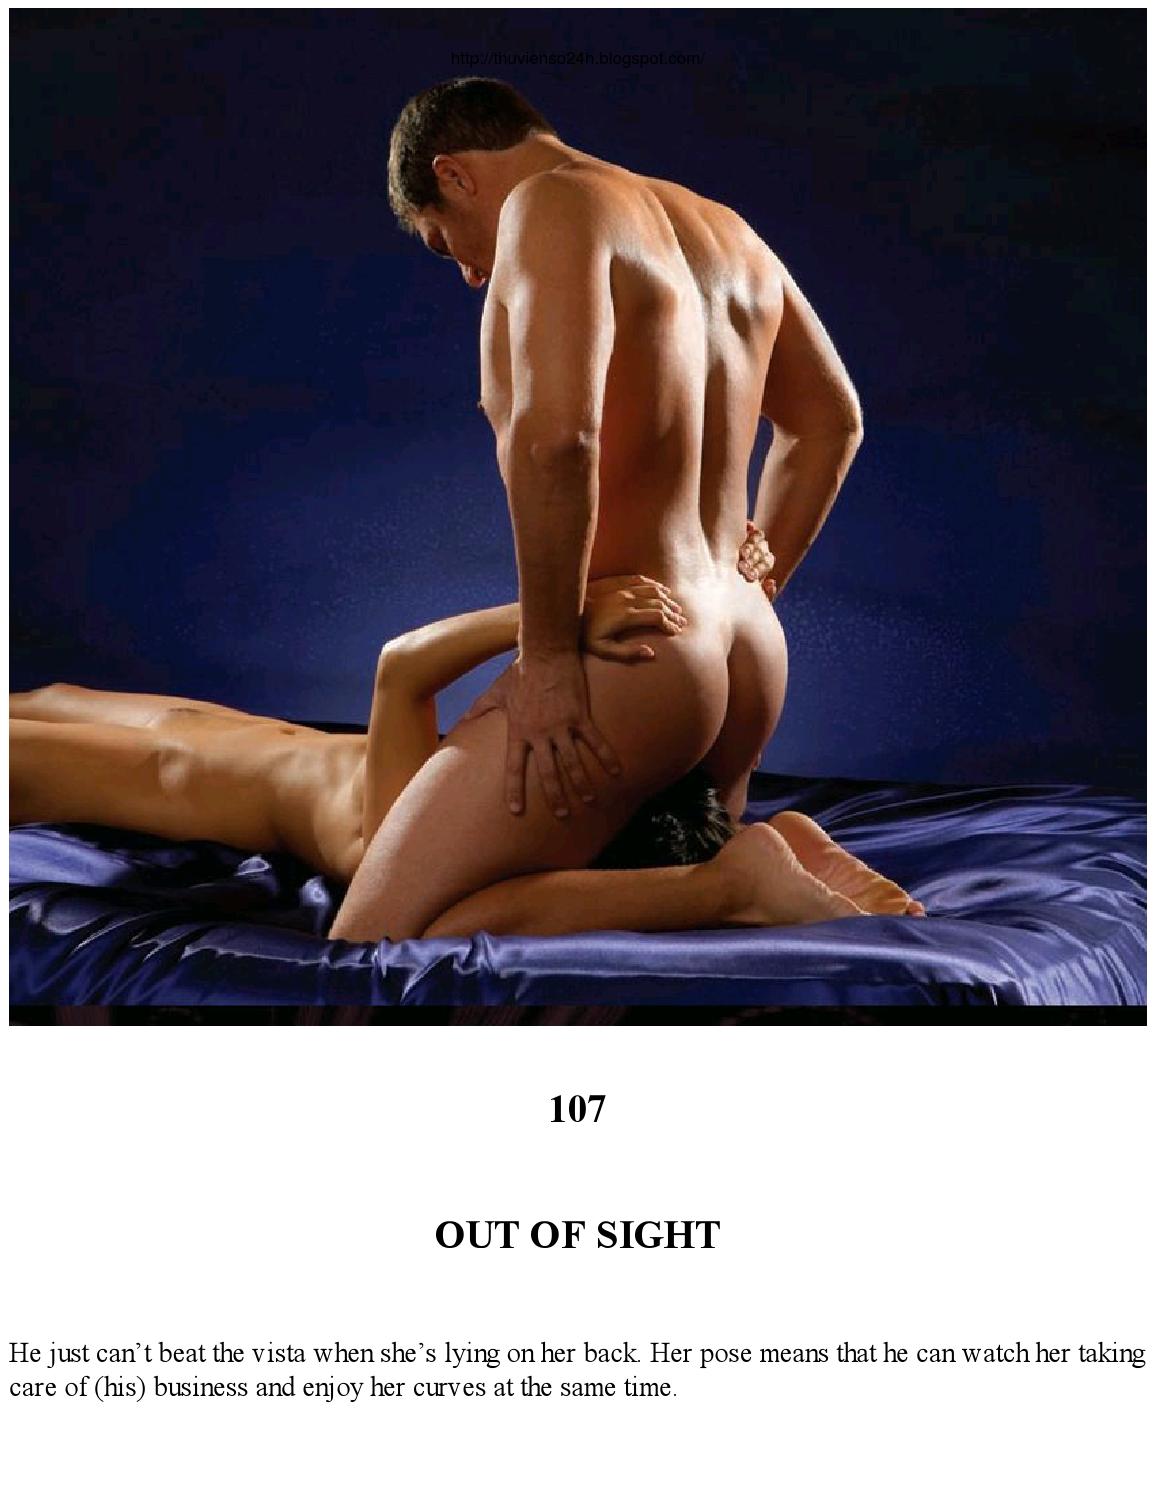 http://thuvienso24h.blogspot.com/
107
OUT OF SIGHT
He just can’t beat the vista when she’s lying on her back. Her pose means that he can watch her taking
care of (his) business and enjoy her curves at the same time.